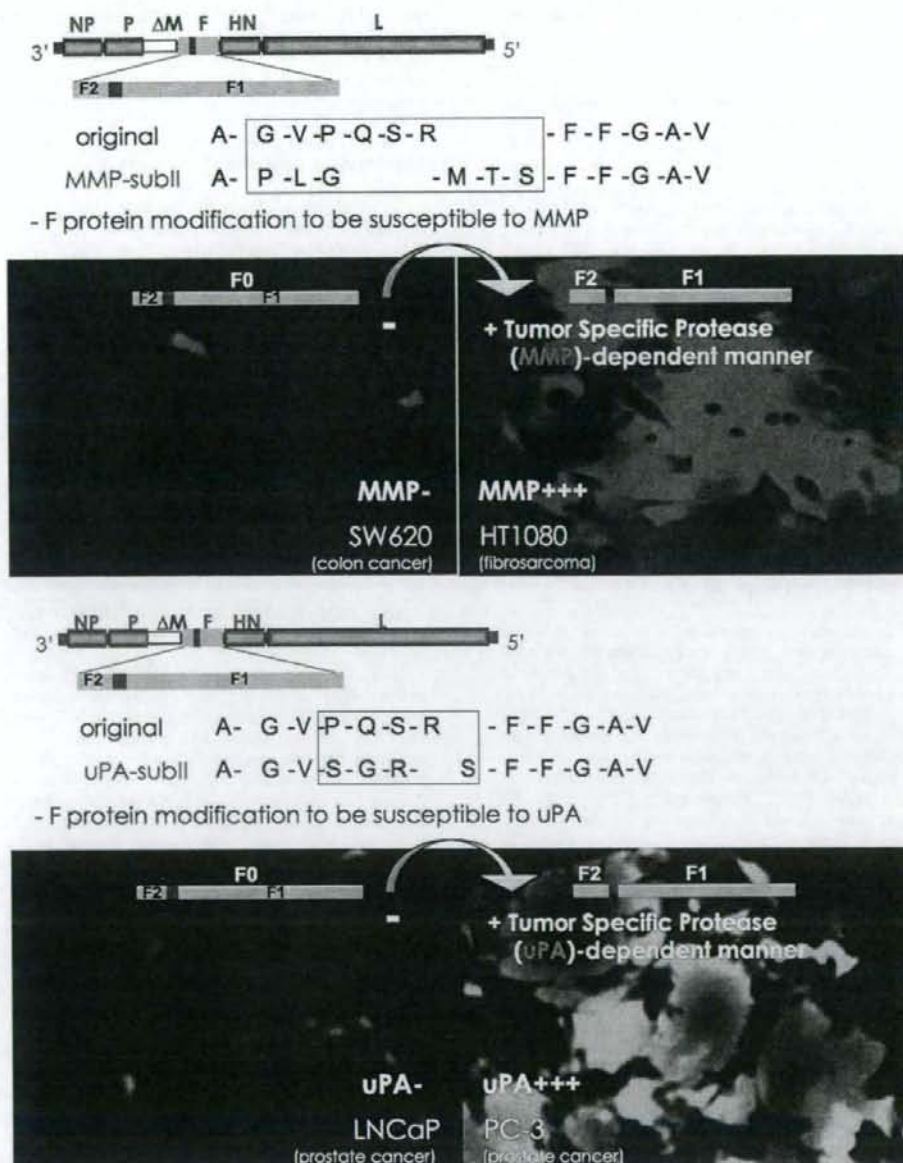 NP P ΔM F HN L
3' 5'
F2 F1
original A- G -V -P -Q -S -R - F - F -G -A -V
MMP-subII A- P -L -G -M -T- S - F - F -G -A -V
- F protein modification to be susceptible to MMP
F0
F2 F1
-
F2 F1
+ Tumor Specific Protease
(MMP)-dependent manner
MMP- MMP+++
SW620 HT1080
(colon cancer) (fibrosarcoma)
NP P ΔM F HN L
3' 5'
F2 F1
original A- G -V -P -Q -S -R - F - F -G -A -V
uPA-subII A- G -V -S -G -R- S - F - F -G -A -V
- F protein modification to be susceptible to uPA
F0
F2 F1
-
F2 F1
+ Tumor Specific Protease
(uPA)-dependent manner
uPA- uPA+++
LNCaP PC-3
(prostate cancer) (prostate cancer)